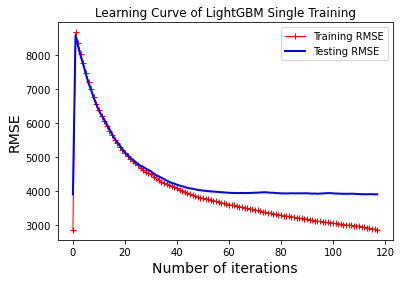 Learning Curve of LightGBM Single Training
Training RMSE
Testing RMSE
RMSE
8000
7000
6000
5000
4000
3000
0 20 40 60 80 100 120
Number of iterations